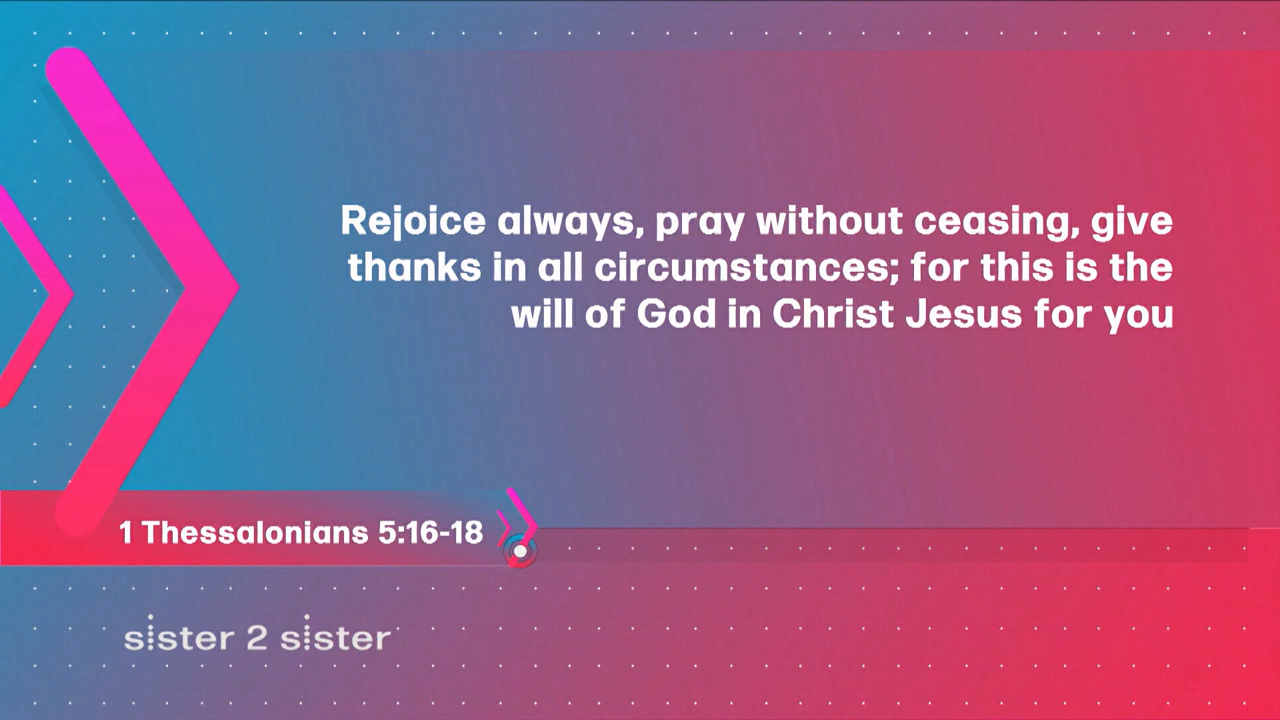 Rejoice always, pray without ceasing, give
thanks in all circumstances; for this is the
will of God in Christ Jesus for you
1 Thessalonians 5:16-18
sister 2 sister